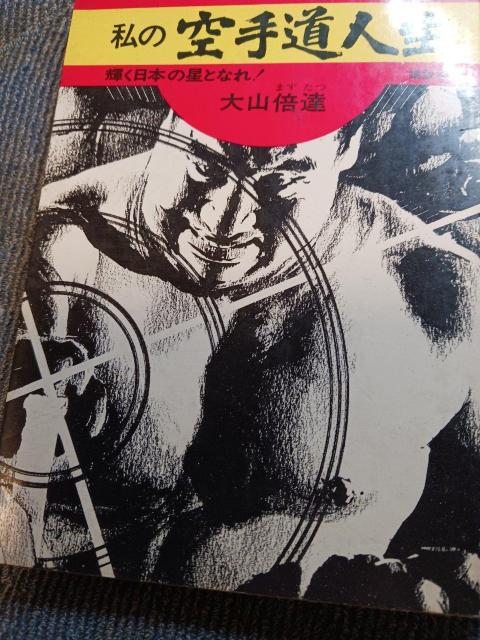 私の 空手道人生
輝く日本の星となれ！
大山倍達
ますたつ